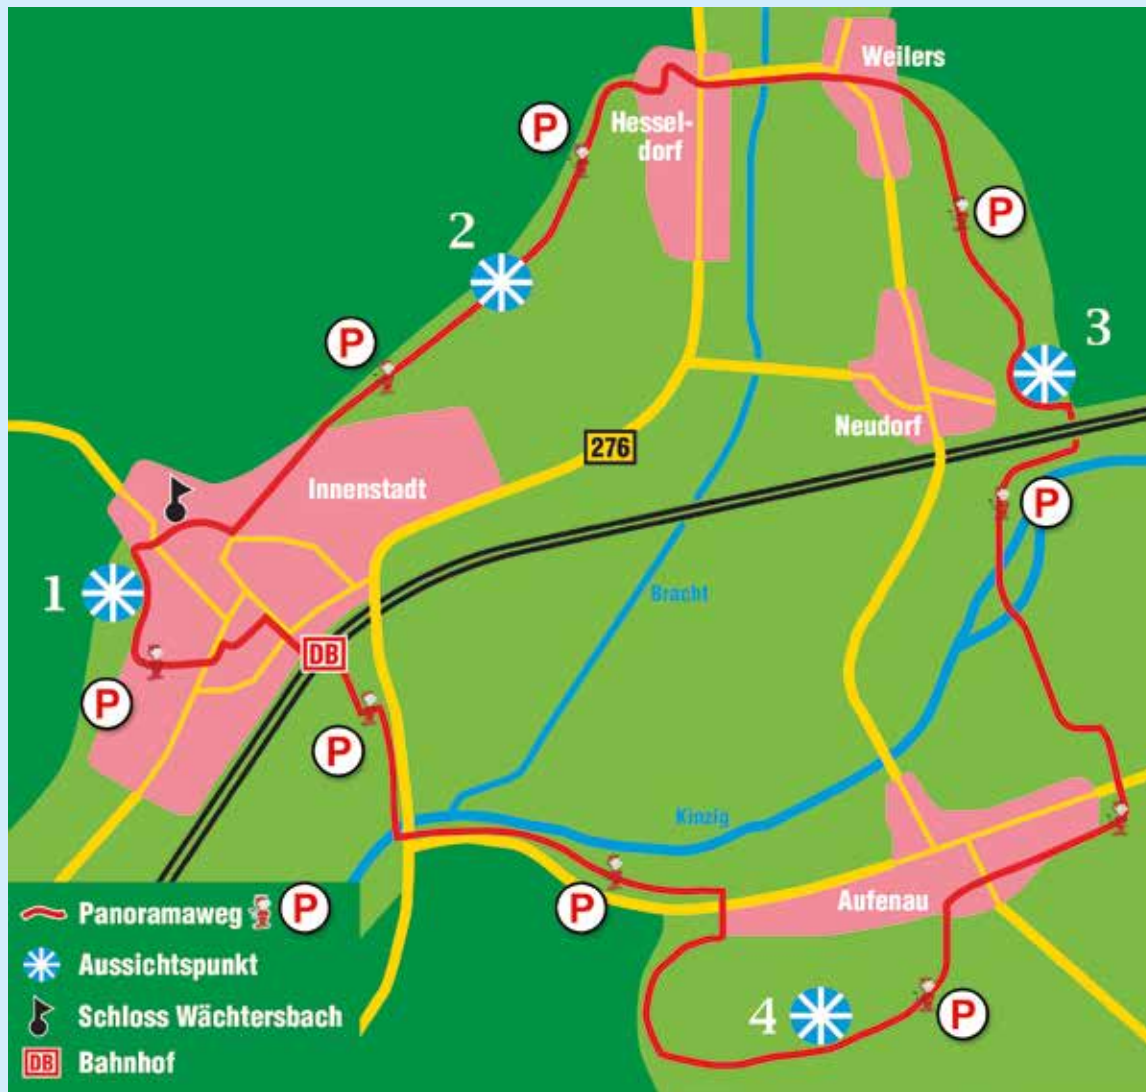 Weilers
P
Hessel-
dorf
P
2
P
3
Neudorf
276
Innenstadt
P
1
Bracht
DB
P
P
Kinzig
Aufenau
P
4
P
Panoramaweg P
Aussichtspunkt
Schloss Wächtersbach
DB Bahnhof